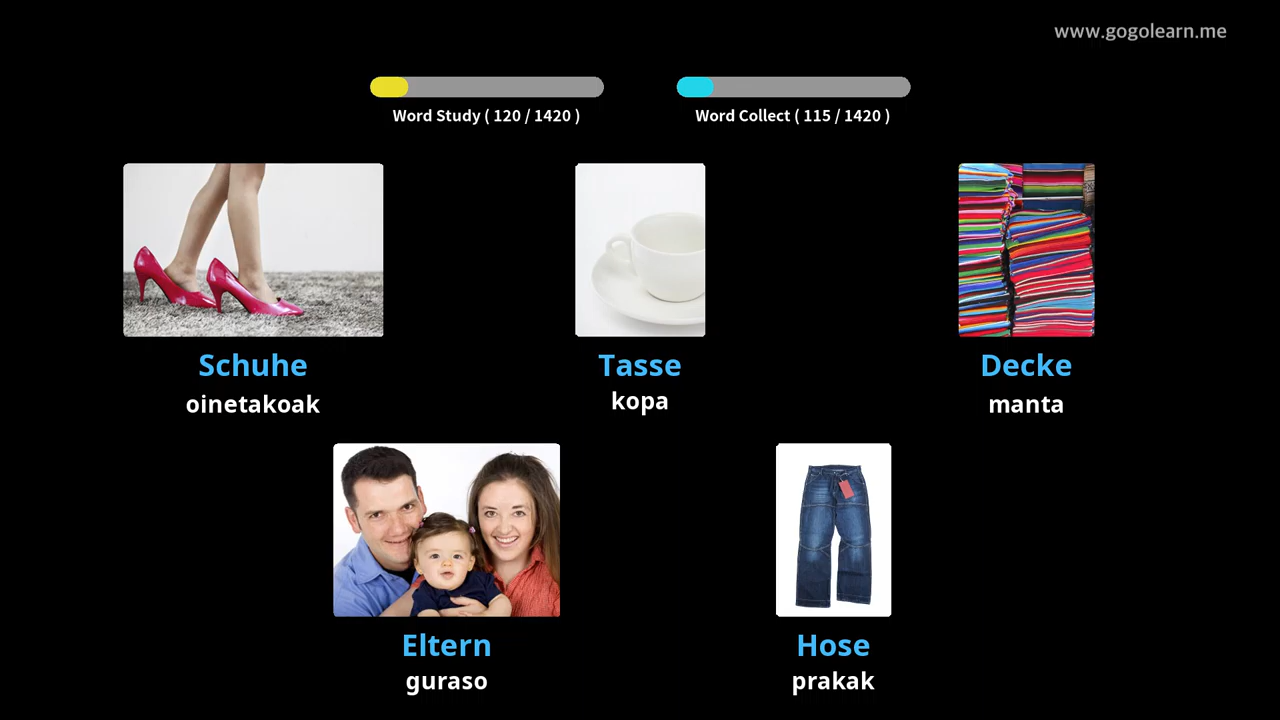 www.gogolearn.me
Word Study ( 120 / 1420 )
Word Collect ( 115 / 1420 )
Schuhe
oinetakoak
Tasse
kopa
Decke
manta
Eltern
guraso
Hose
prakak